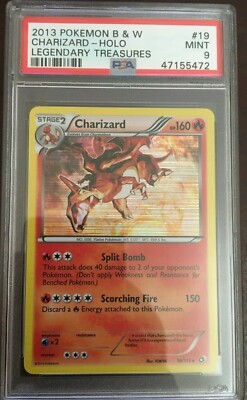 2013 POKEMON B & W #19
CHARIZARD - HOLO MINT
LEGENDARY TREASURES PSA 9
47155472
STAGE2 Charizard HP160
Split Bomb
This attack does 40 damage to 2 of your opponent's
Pokémon. (Don't apply Weakness and Resistance for
Benched Pokémon.)
Scorching Fire 150
Discard a Energy attached to this Pokémon.
×2